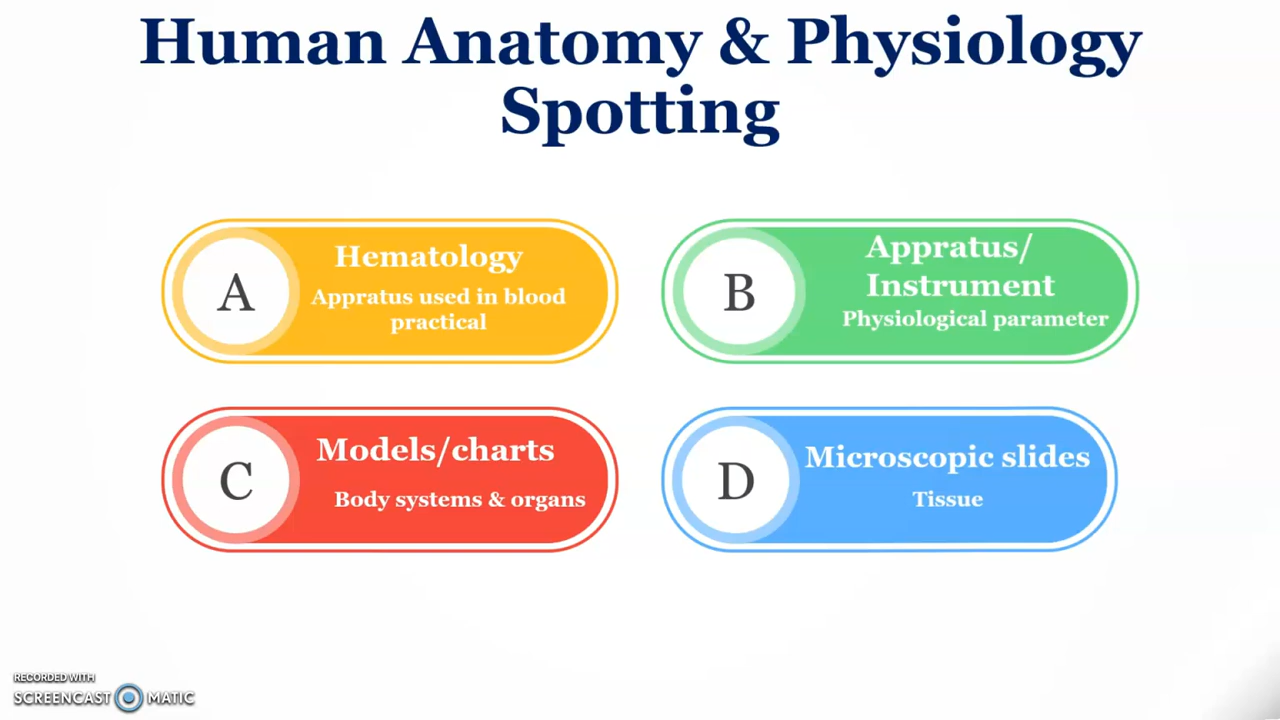 Human Anatomy & Physiology
Spotting
A
Hematology
Appratus used in blood
practical
B
Appratus/
Instrument
Physiological parameter
C
Models/charts
Body systems & organs
D
Microscopic slides
Tissue
RECORDED WITH
SCREENCAST MATIC